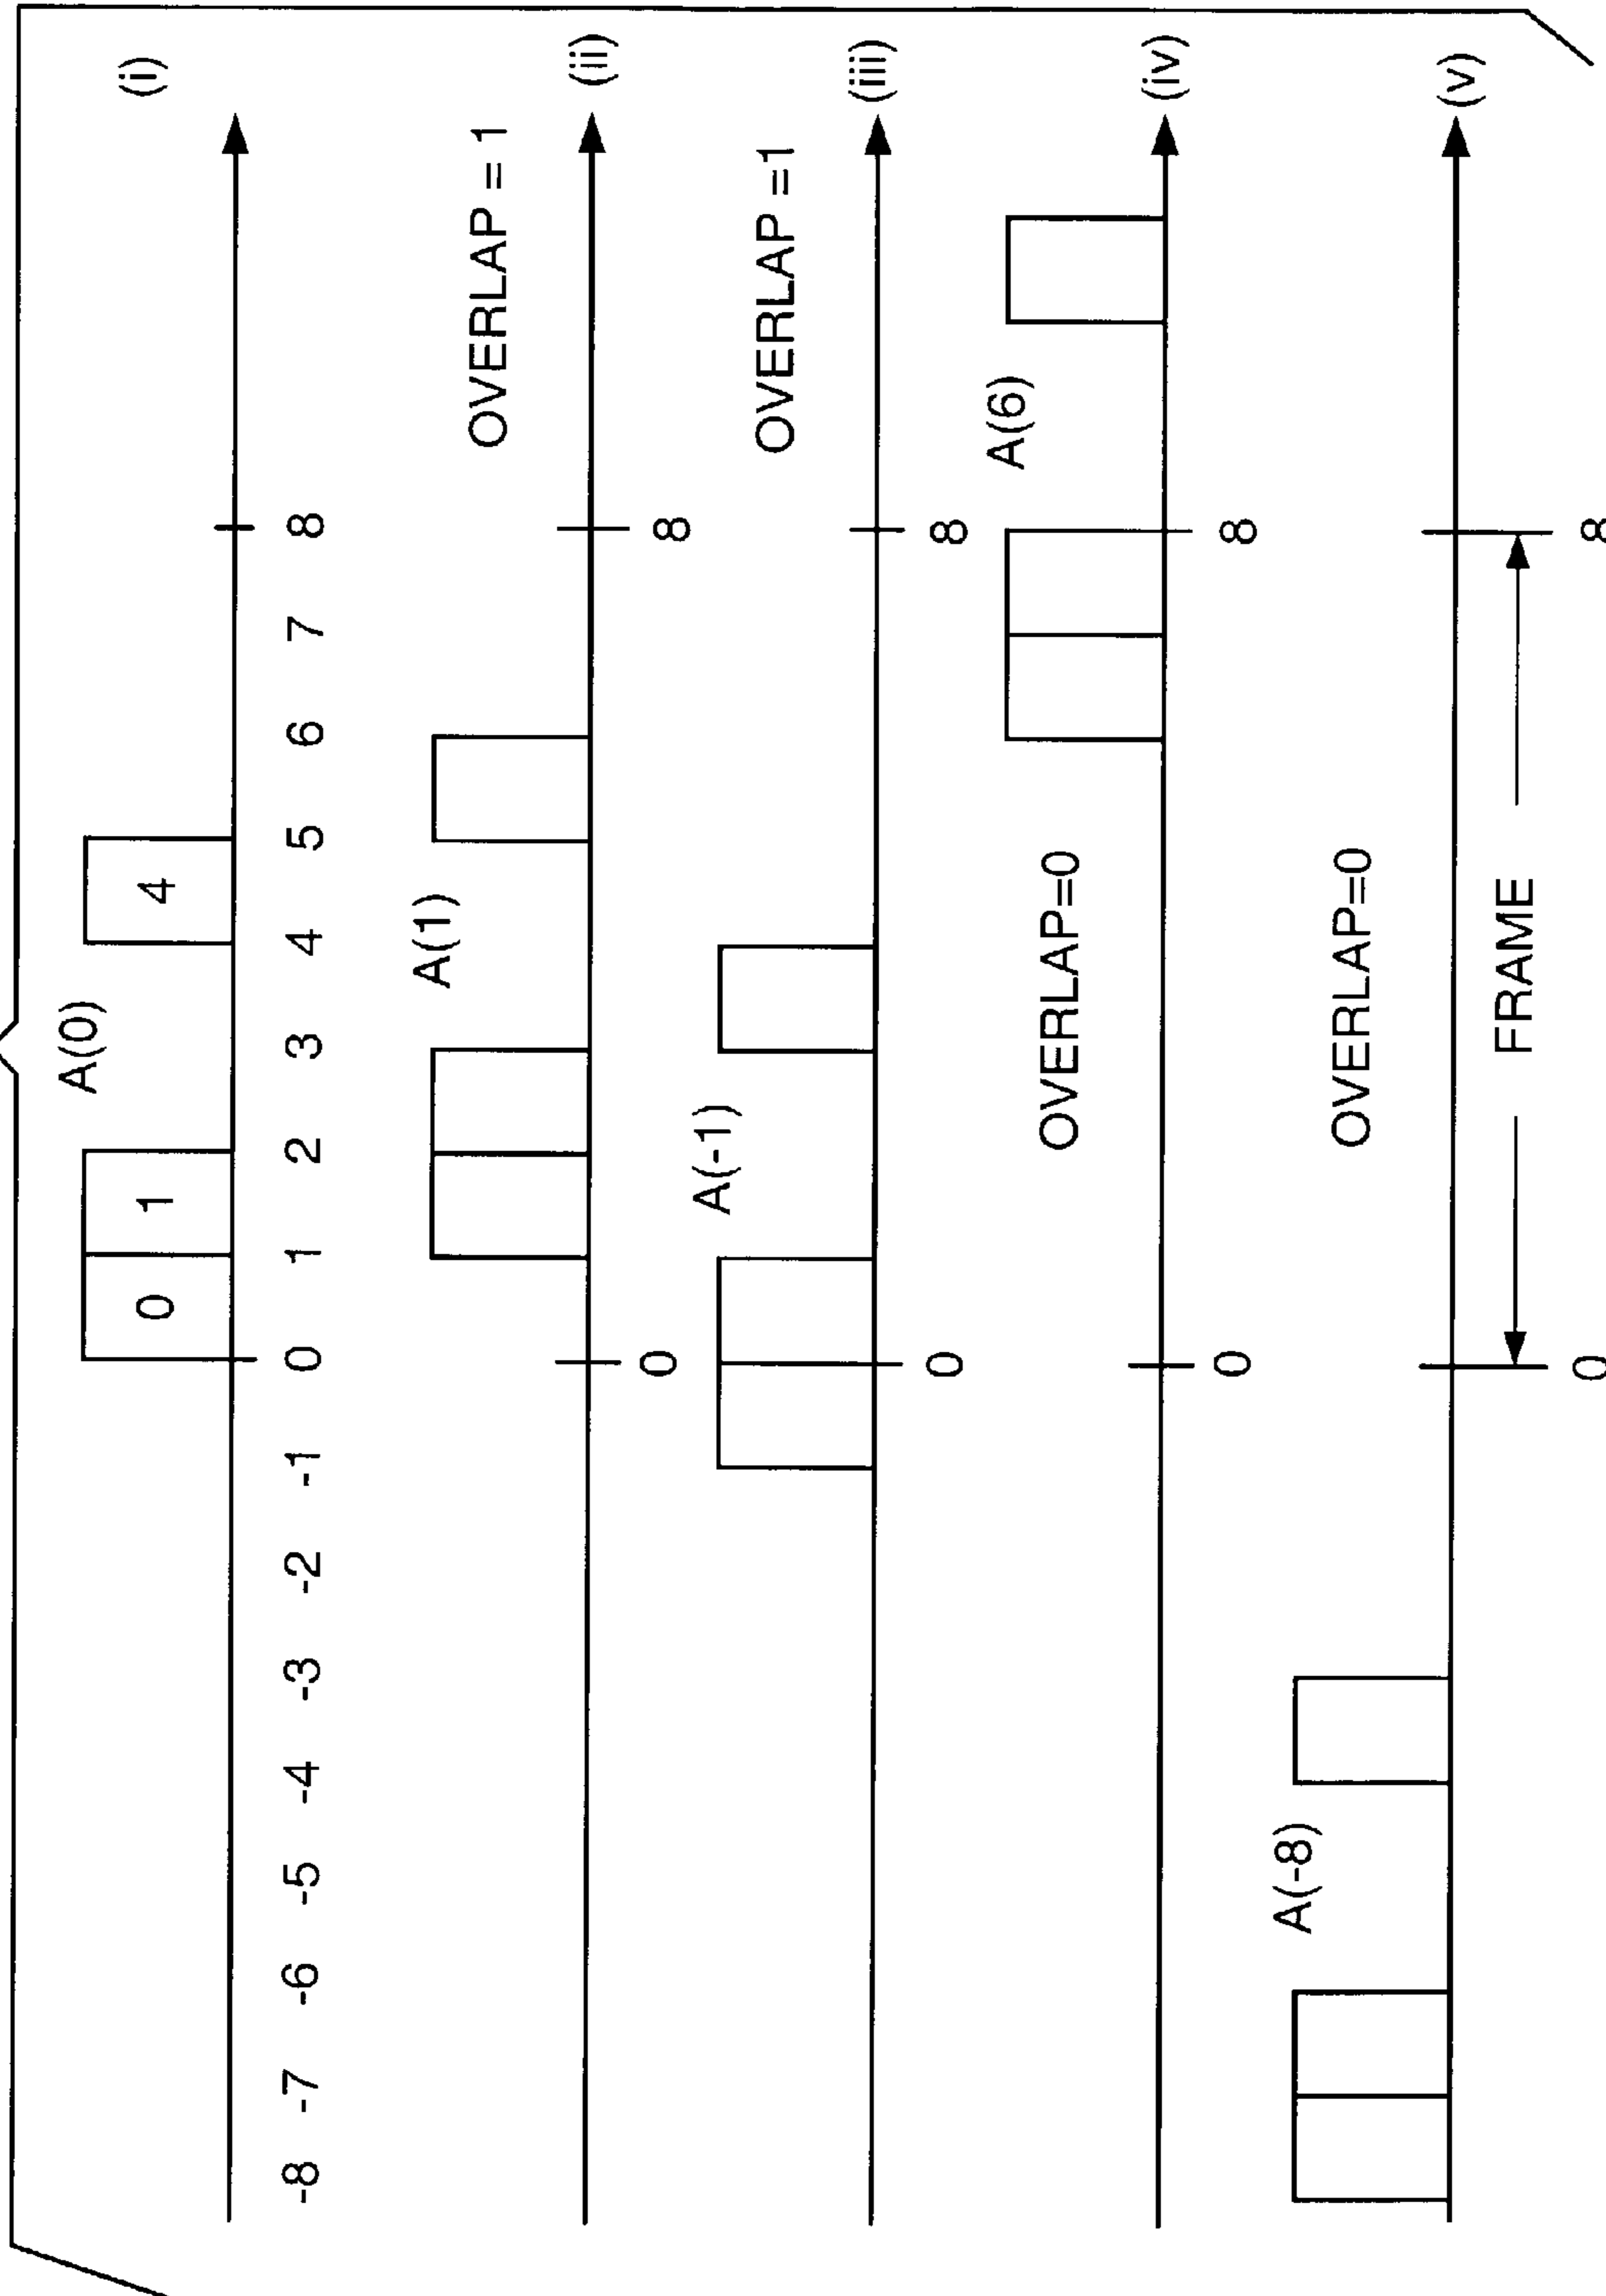 A(0)
(i)
0 1 4
-8 -7 -6 -5 -4 -3 -2 -1 0 1 2 3 4 5 6 7 8
A(1)
OVERLAP = 1
(ii)
0 8
A(-1)
OVERLAP =1
(iii)
0 8
A(6)
OVERLAP=0
(iv)
0 8
A(-8)
OVERLAP=0
(v)
FRAME
0 8